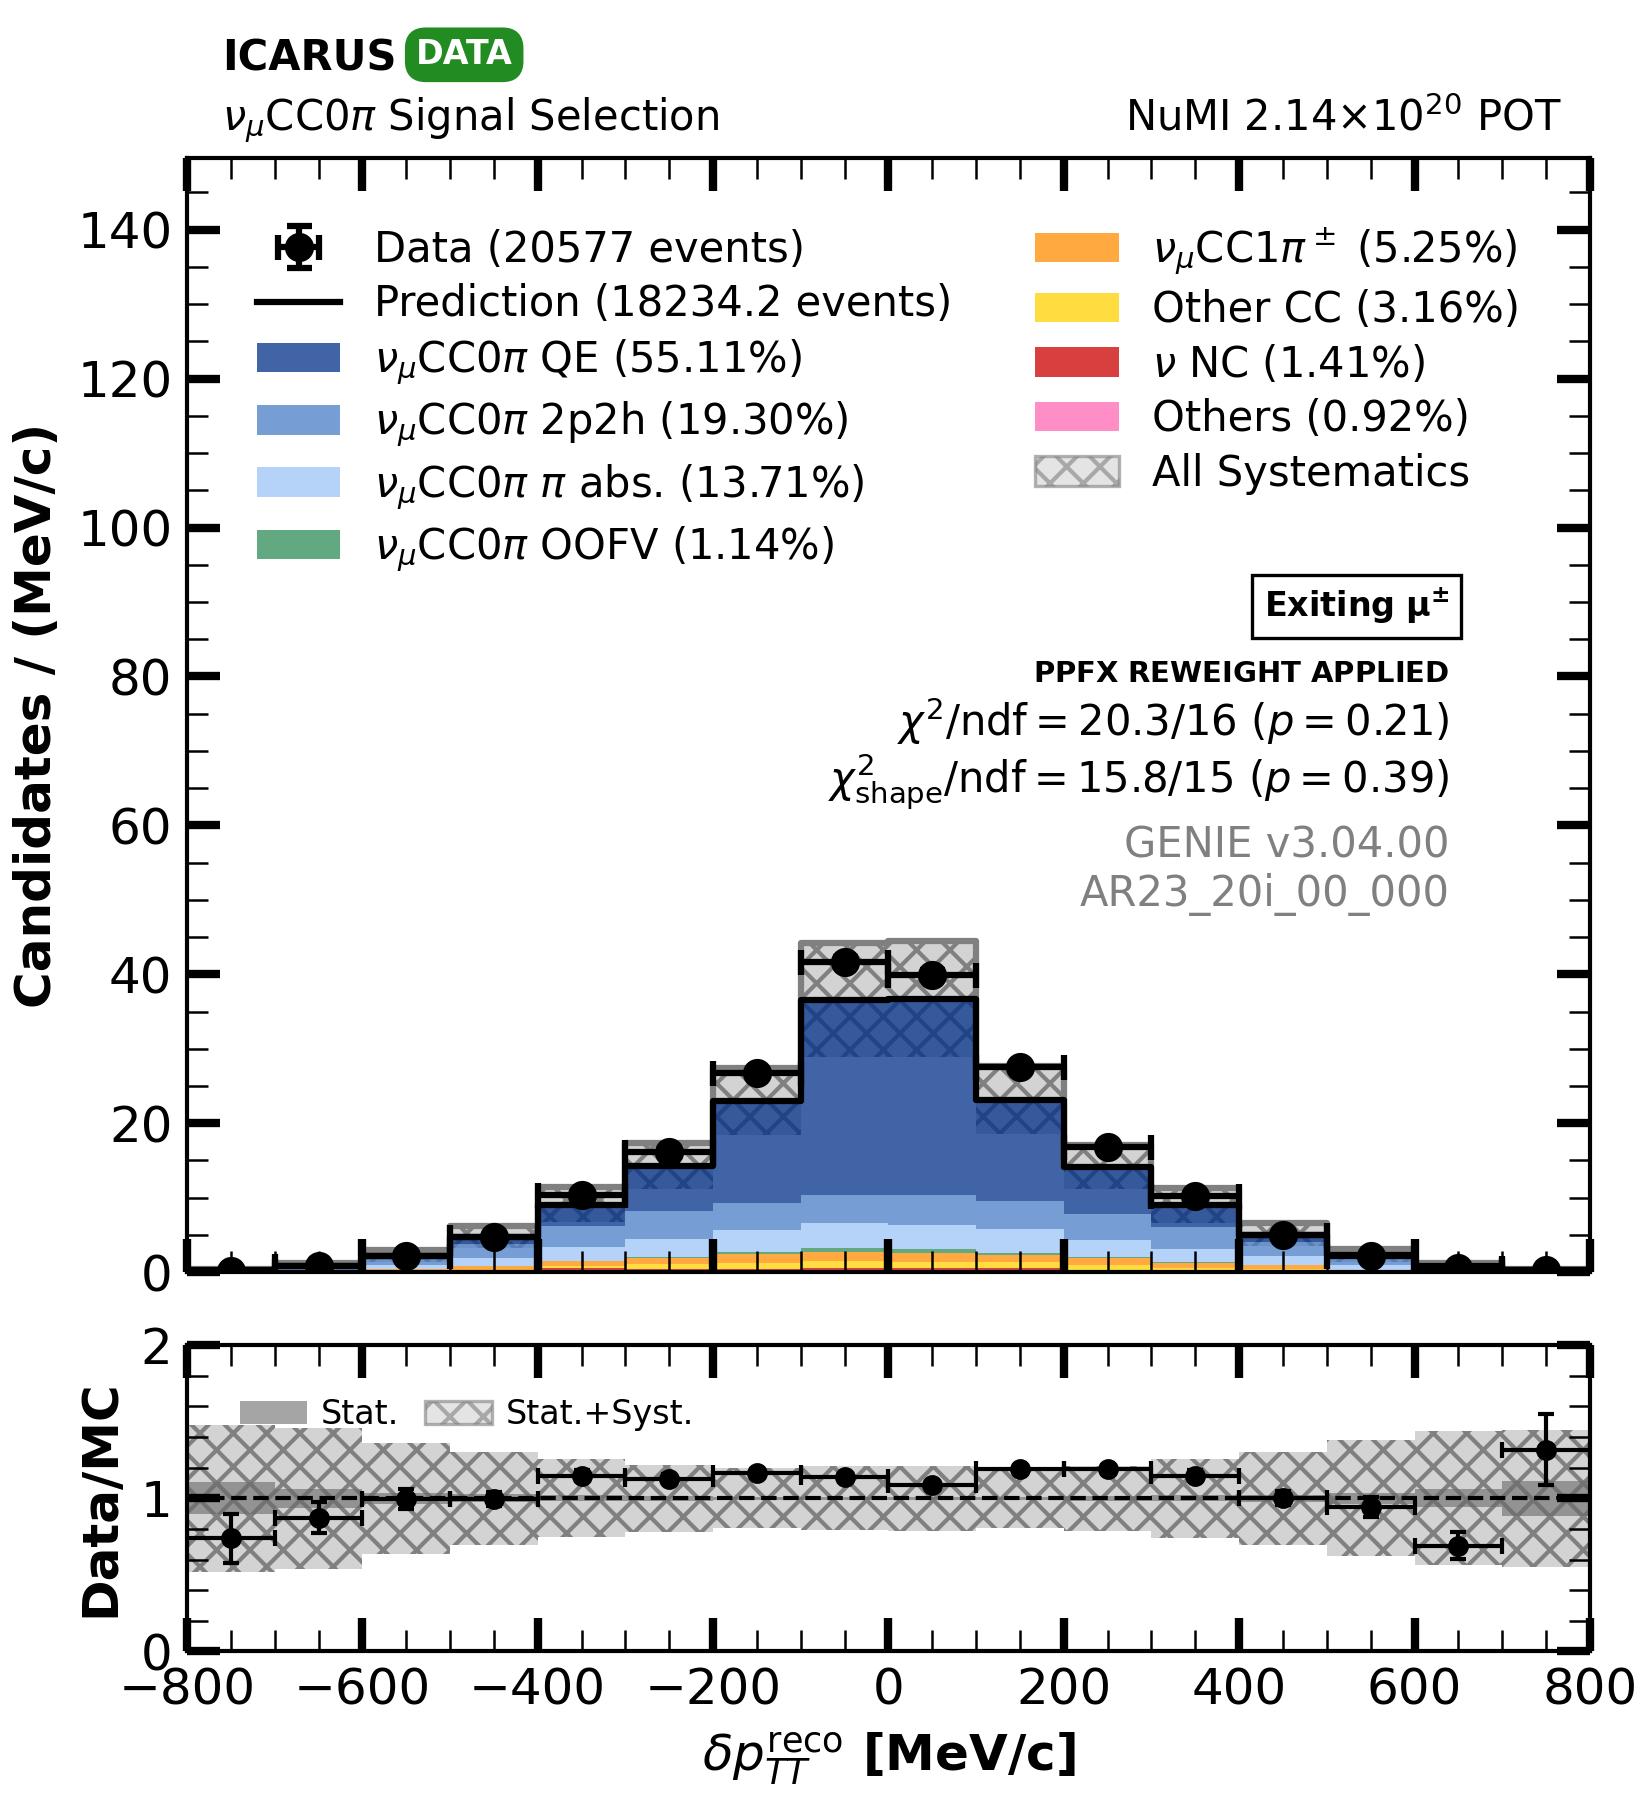 ICARUS DATA
νμCC0π Signal Selection NuMI 2.14×10²⁰ POT
Data (20577 events)
Prediction (18234.2 events)
νμCC0π QE (55.11%)
νμCC0π 2p2h (19.30%)
νμCC0π π abs. (13.71%)
νμCC0π OOFV (1.14%)
νμCC1π± (5.25%)
Other CC (3.16%)
ν NC (1.41%)
Others (0.92%)
All Systematics
Exiting μ±
PPFX REWEIGHT APPLIED
χ²/ndf = 20.3/16 (p = 0.21)
χ²shape/ndf = 15.8/15 (p = 0.39)
GENIE v3.04.00
AR23_20i_00_000
Candidates / (MeV/c)
140
120
100
80
60
40
20
0
Stat. Stat.+Syst.
Data/MC
2
1
0
−800 −600 −400 −200 0 200 400 600 800
δp_TT^reco [MeV/c]